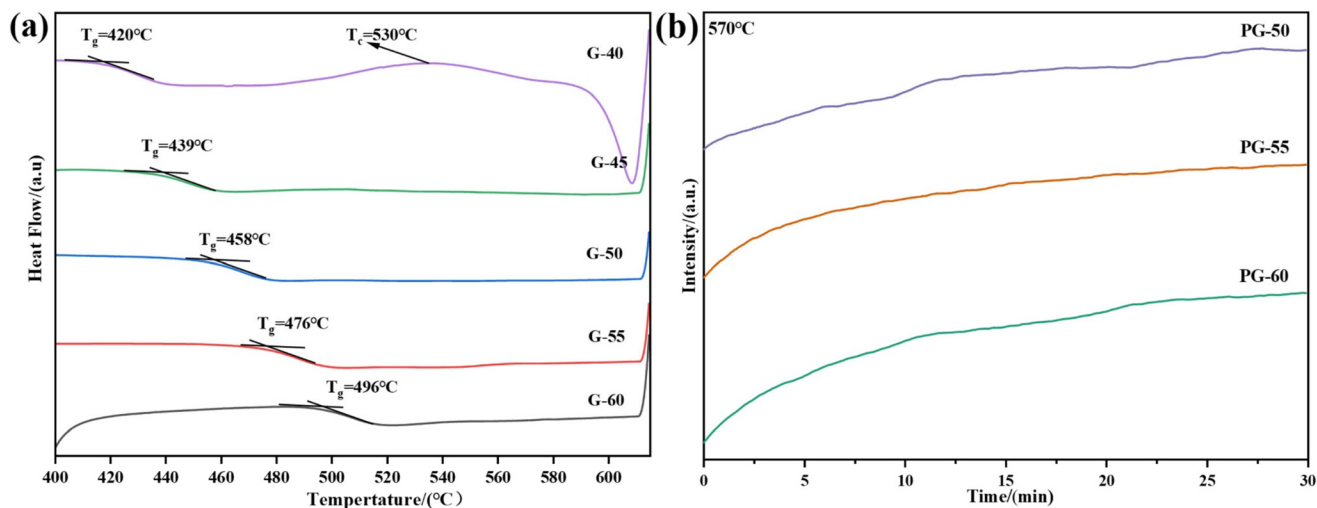 (a)
Tg=420℃
Tc=530℃
G-40
Tg=439℃
G-45
Tg=458℃
G-50
Tg=476℃
G-55
Tg=496℃
G-60
Heat Flow/(a.u)
400 420 440 460 480 500 520 540 560 580 600
Tempertature/(℃）
(b)
570℃
PG-50
PG-55
PG-60
Intensity/(a.u.)
0 5 10 15 20 25 30
Time/(min)